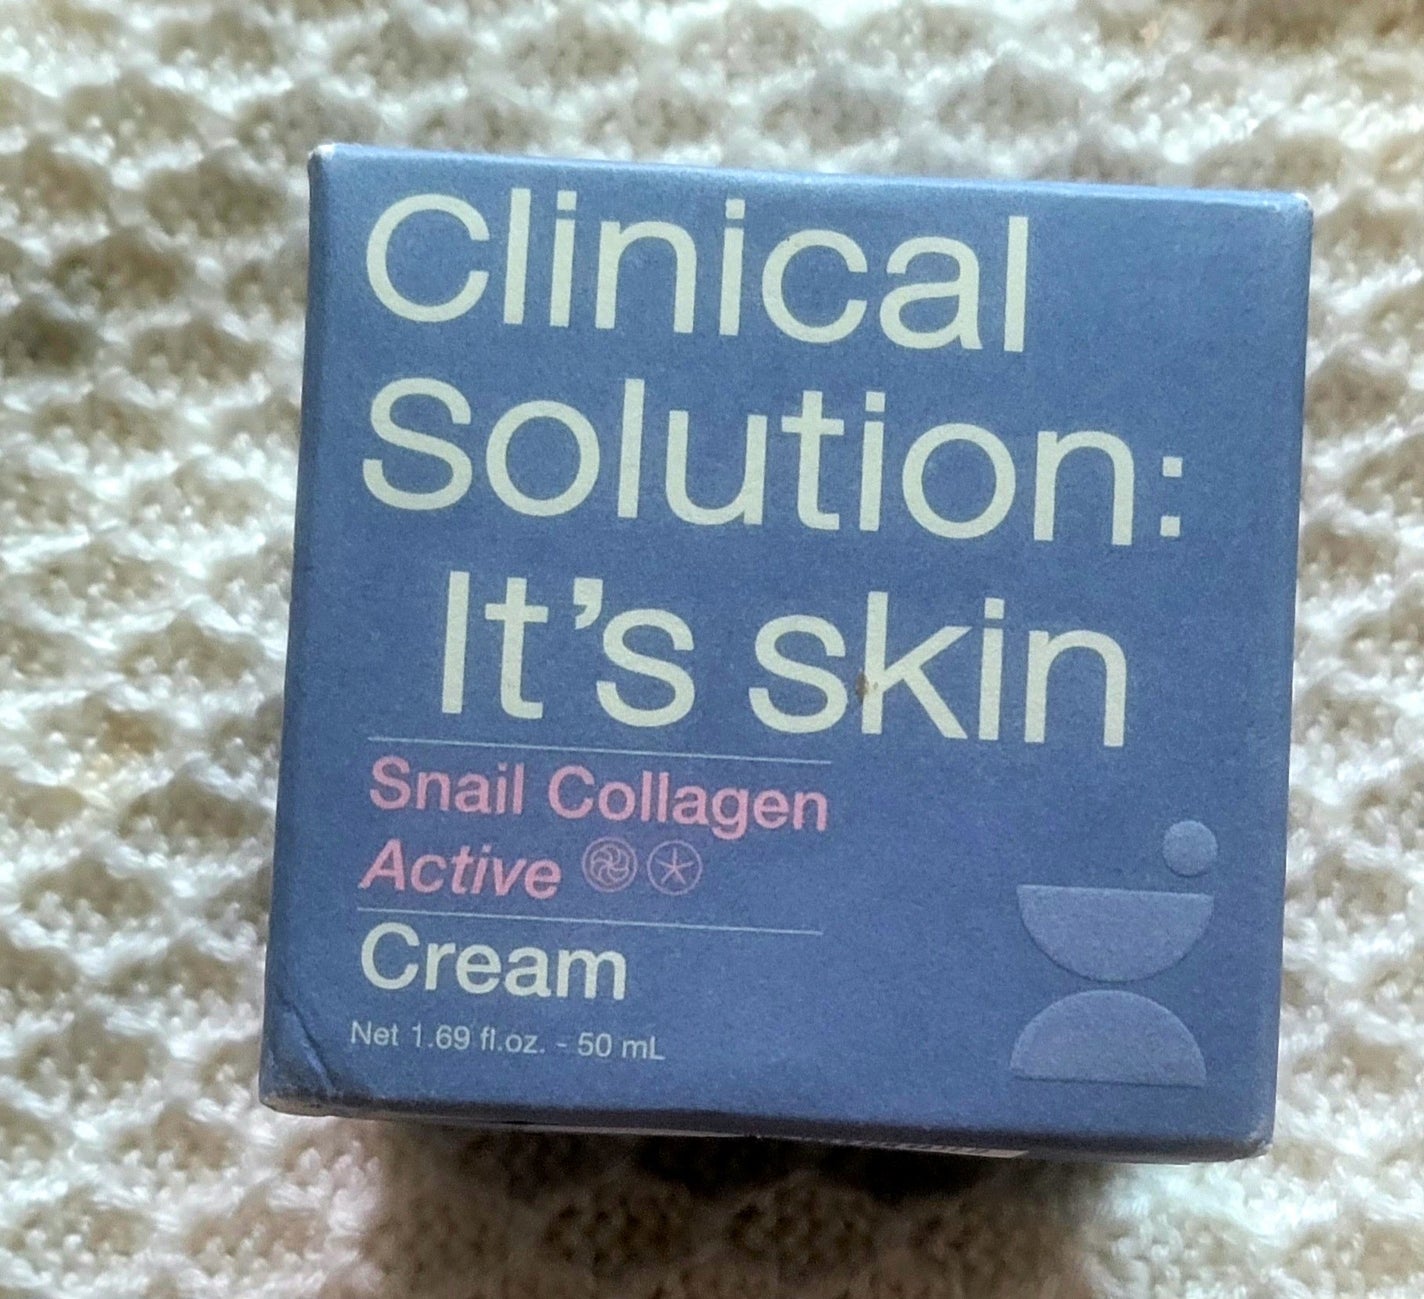 Clinical
Solution:
It’s skin
Snail Collagen
Active
Cream
Net 1.69 fl.oz. - 50 mL